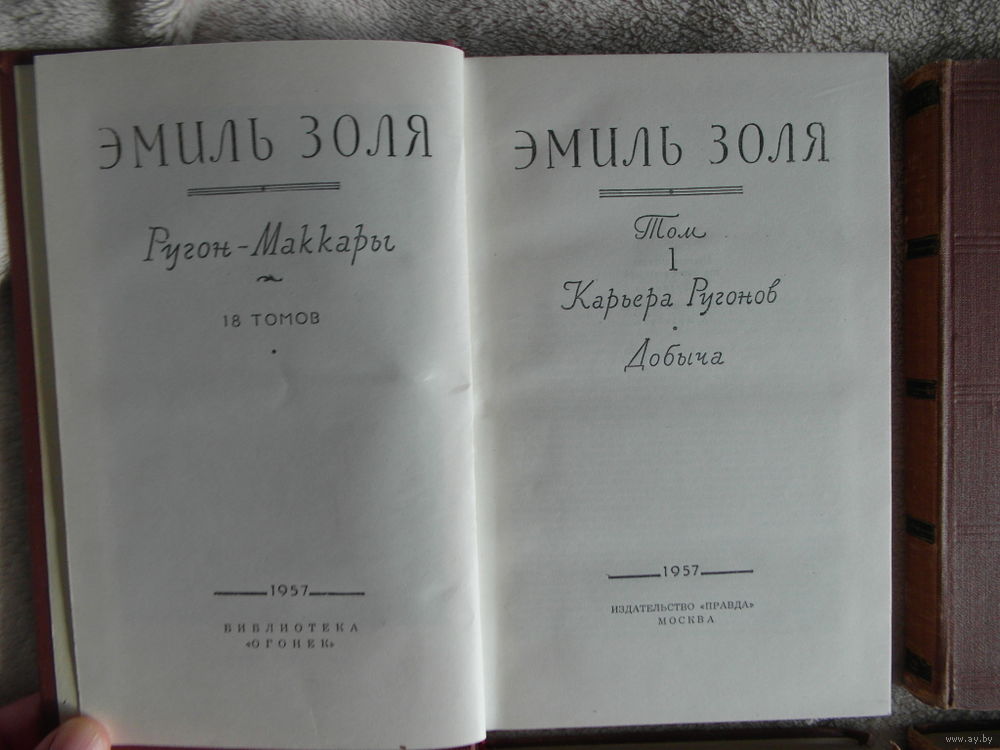 ЭМИЛЬ ЗОЛЯ
Ругон-Маккары
18 ТОМОВ
1957
БИБЛИОТЕКА
«ОГОНЕК»
ЭМИЛЬ ЗОЛЯ
Том
1
Карьера Ругонов
Добыча
1957
ИЗДАТЕЛЬСТВО «ПРАВДА»
МОСКВА
www.ay.by